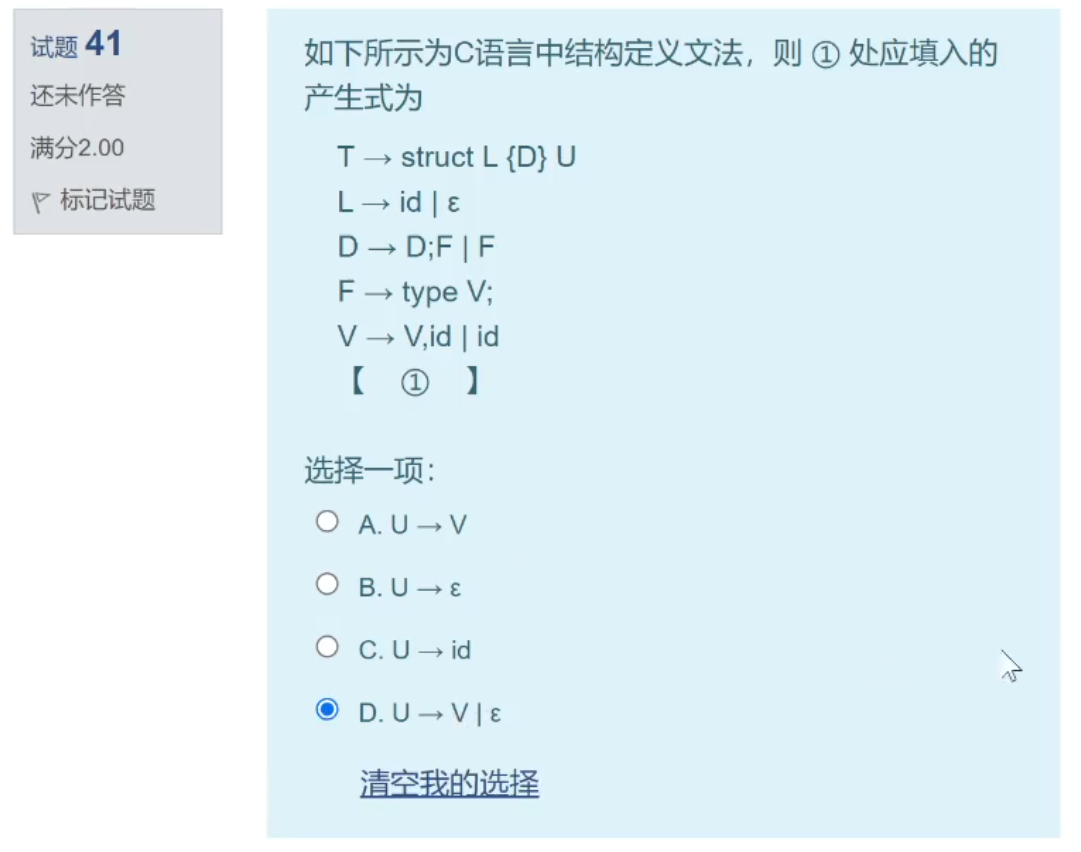 试题 41
还未作答
满分2.00
标记试题
如下所示为C语言中结构定义文法，则 ① 处应填入的
产生式为
T → struct L {D} U
L → id | ε
D → D;F | F
F → type V;
V → V,id | id
【 ① 】
选择一项：
A. U → V
B. U → ε
C. U → id
D. U → V | ε
清空我的选择